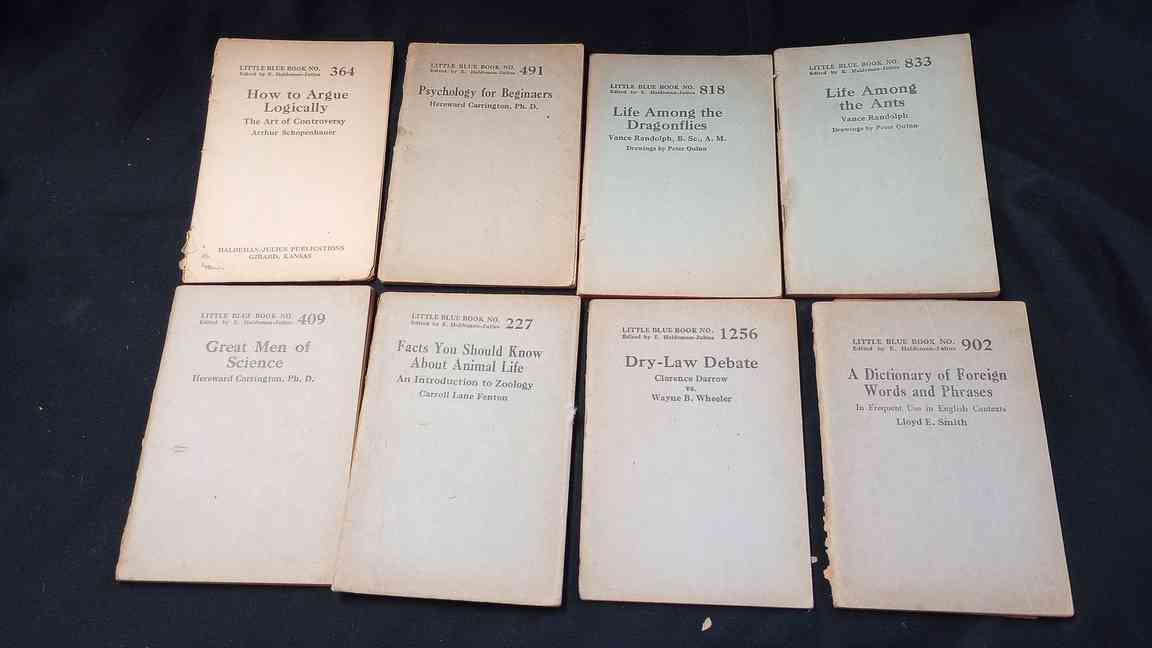 LITTLE BLUE BOOK NO. 364
Edited by E. Haldeman-Julius
How to Argue
Logically
The Art of Controversy
Arthur Schopenhauer
HALDEMAN-JULIUS PUBLICATIONS
GIRARD, KANSAS
LITTLE BLUE BOOK NO. 491
Edited by E. Haldeman-Julius
Psychology for Beginners
Hereward Carrington, Ph. D.
LITTLE BLUE BOOK NO. 818
Edited by E. Haldeman-Julius
Life Among the
Dragonflies
Vance Randolph, B. Sc., A. M.
Drawings by Peter Quinn
LITTLE BLUE BOOK NO. 833
Edited by E. Haldeman-Julius
Life Among
the Ants
Vance Randolph
Drawings by Peter Quinn
LITTLE BLUE BOOK NO. 409
Edited by E. Haldeman-Julius
Great Men of
Science
Hereward Carrington, Ph. D.
LITTLE BLUE BOOK NO. 227
Edited by E. Haldeman-Julius
Facts You Should Know
About Animal Life
An Introduction to Zoology
Carroll Lane Fenton
LITTLE BLUE BOOK NO. 1256
Edited by E. Haldeman-Julius
Dry-Law Debate
Clarence Darrow
vs.
Wayne B. Wheeler
LITTLE BLUE BOOK NO. 902
Edited by E. Haldeman-Julius
A Dictionary of Foreign
Words and Phrases
In Frequent Use in English Contexts
Lloyd E. Smith